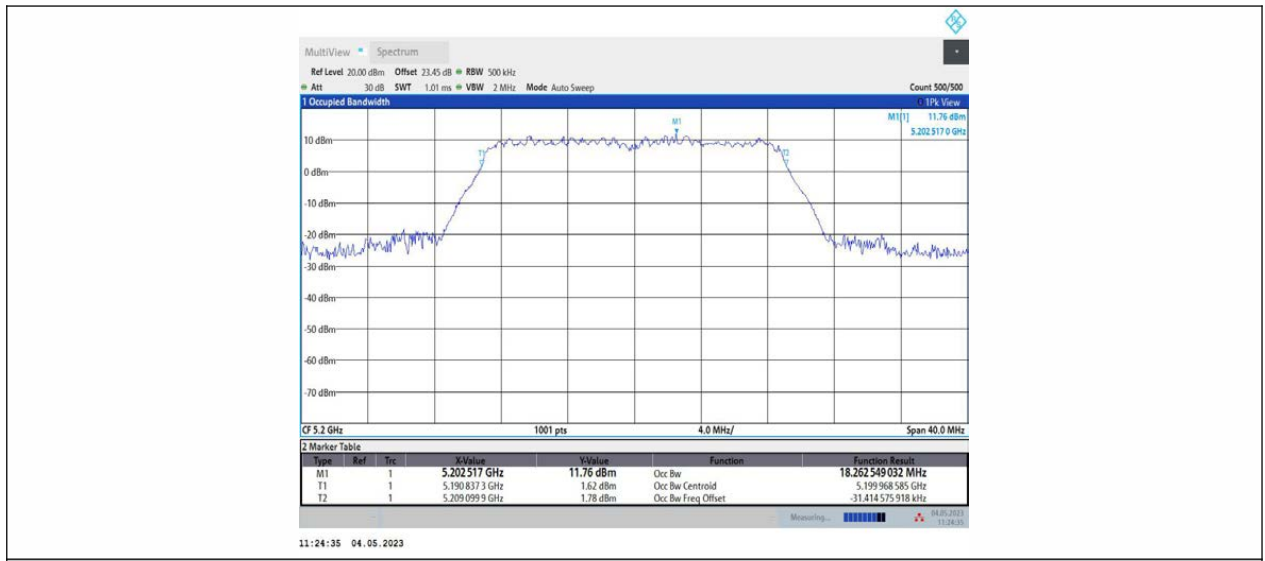 MultiView Spectrum
Ref Level 20.00 dBm Offset 23.45 dB RBW 500 kHz
Att 30 dB SWT 1.01 ms VBW 2 MHz Mode Auto Sweep Count 500/500
1 Occupied Bandwidth 1Pk View
M1[1] 11.76 dBm
5.202 517 0 GHz
M1
10 dBm
T1
T2
0 dBm
-10 dBm
-20 dBm
-30 dBm
-40 dBm
-50 dBm
-60 dBm
-70 dBm
CF 5.2 GHz 1001 pts 4.0 MHz/ Span 40.0 MHz
2 Marker Table
Type Ref Trc X-Value Y-Value Function Function Result
M1 1 5.202 517 GHz 11.76 dBm Occ Bw 18.262 549 032 MHz
T1 1 5.190 837 3 GHz 1.62 dBm Occ Bw Centroid 5.199 968 585 GHz
T2 1 5.209 099 9 GHz 1.78 dBm Occ Bw Freq Offset -31.414 575 918 kHz
Measuring... 04.05.2023
11:24:35
11:24:35 04.05.2023